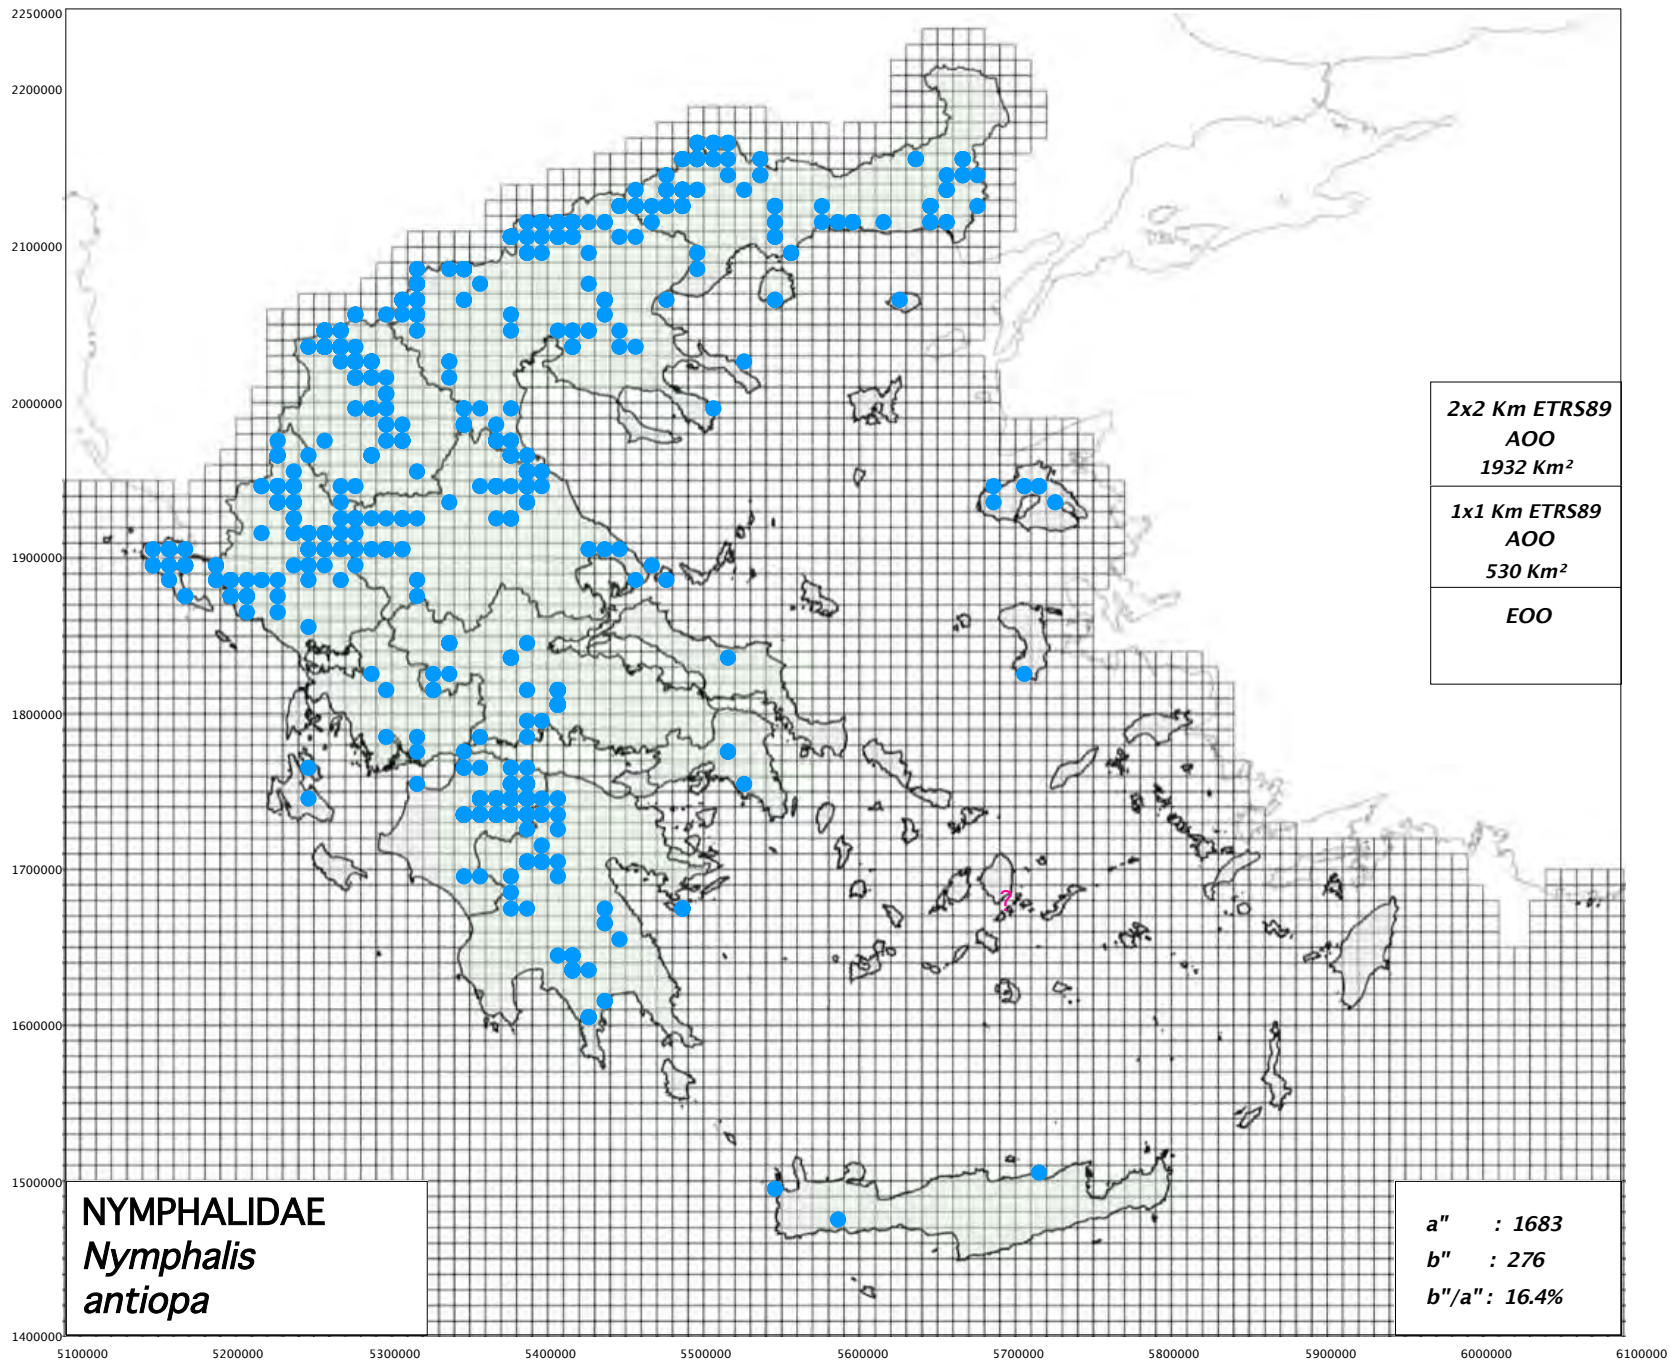 2250000
2200000
2100000
2000000
1900000
1800000
1700000
1600000
1500000
1400000
5100000 5200000 5300000 5400000 5500000 5600000 5700000 5800000 5900000 6000000 6100000
2x2 Km ETRS89
AOO
1932 Km²
1x1 Km ETRS89
AOO
530 Km²
EOO
?
NYMPHALIDAE
Nymphalis
antiopa
a" : 1683
b" : 276
b"/a" : 16.4%